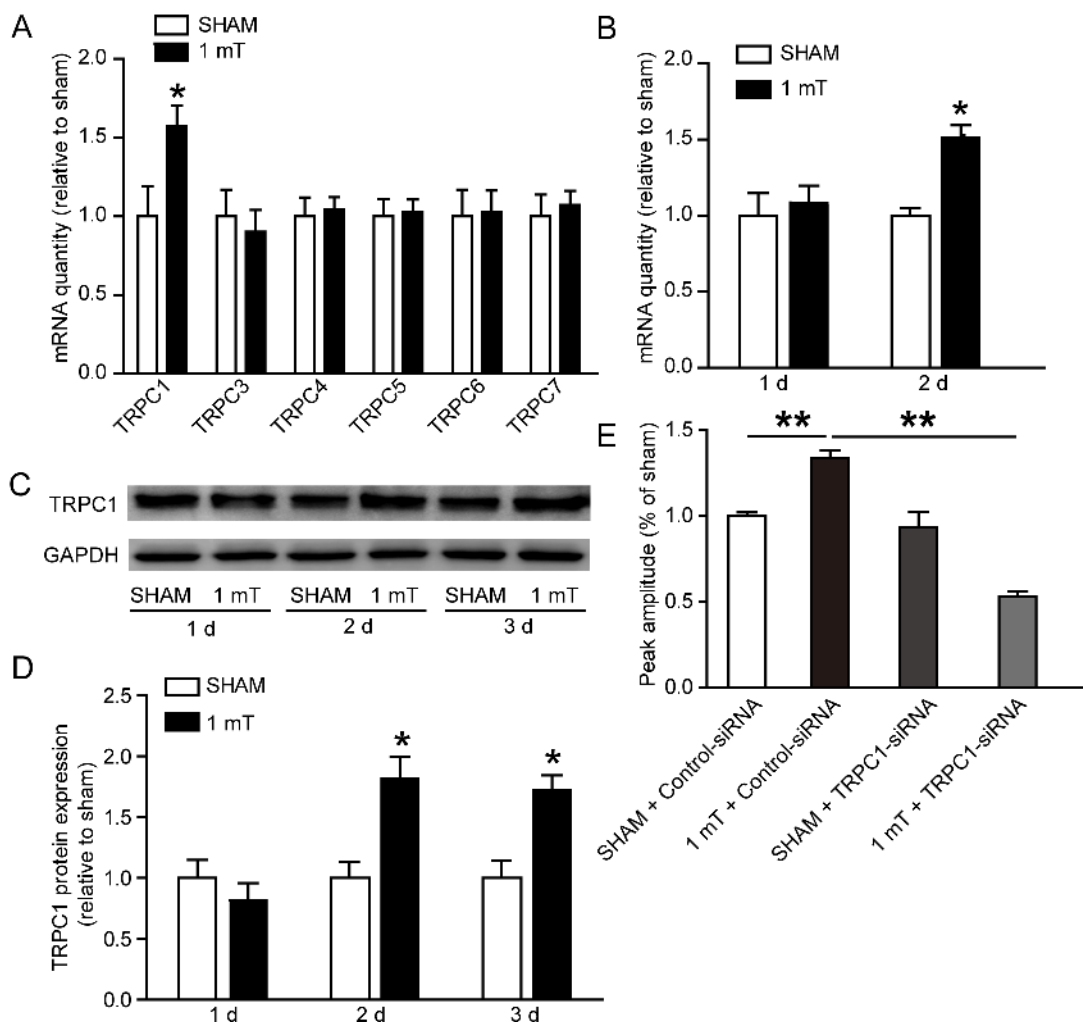 A
SHAM
1 mT
mRNA quantity (relative to sham)
2.0
*
1.5
1.0
0.5
0.0
TRPC1
TRPC3
TRPC4
TRPC5
TRPC6
TRPC7
B
SHAM
1 mT
mRNA quantity (relative to sham)
2.0
*
1.5
1.0
0.5
0.0
1 d
2 d
C
TRPC1
GAPDH
SHAM 1 mT SHAM 1 mT SHAM 1 mT
1 d 2 d 3 d
D
SHAM
1 mT
TRPC1 protein expression
(relative to sham)
2.5
2.0
* *
1.5
1.0
0.5
0.0
1 d 2 d 3 d
E
** **
Peak amplitude (% of sham)
1.5
1.0
0.5
0.0
SHAM + Control-siRNA
1 mT + Control-siRNA
SHAM + TRPC1-siRNA
1 mT + TRPC1-siRNA